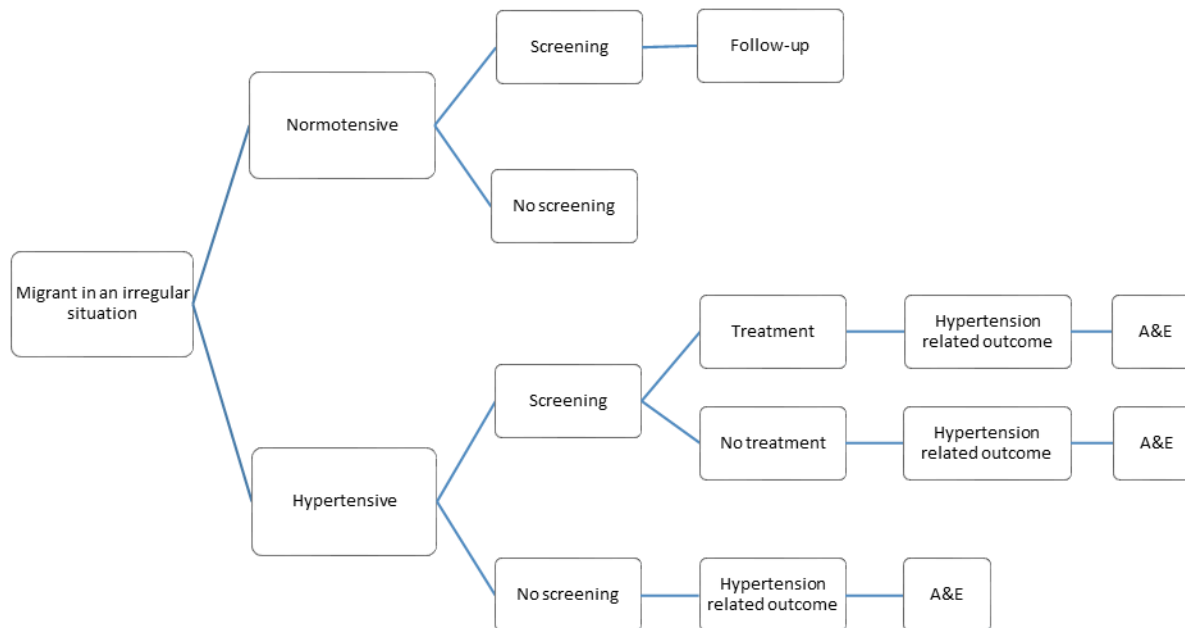 Screening
Follow-up
Normotensive
No screening
Migrant in an irregular
situation
Treatment
Hypertension
related outcome
A&E
Screening
No treatment
Hypertension
related outcome
A&E
Hypertensive
No screening
Hypertension
related outcome
A&E